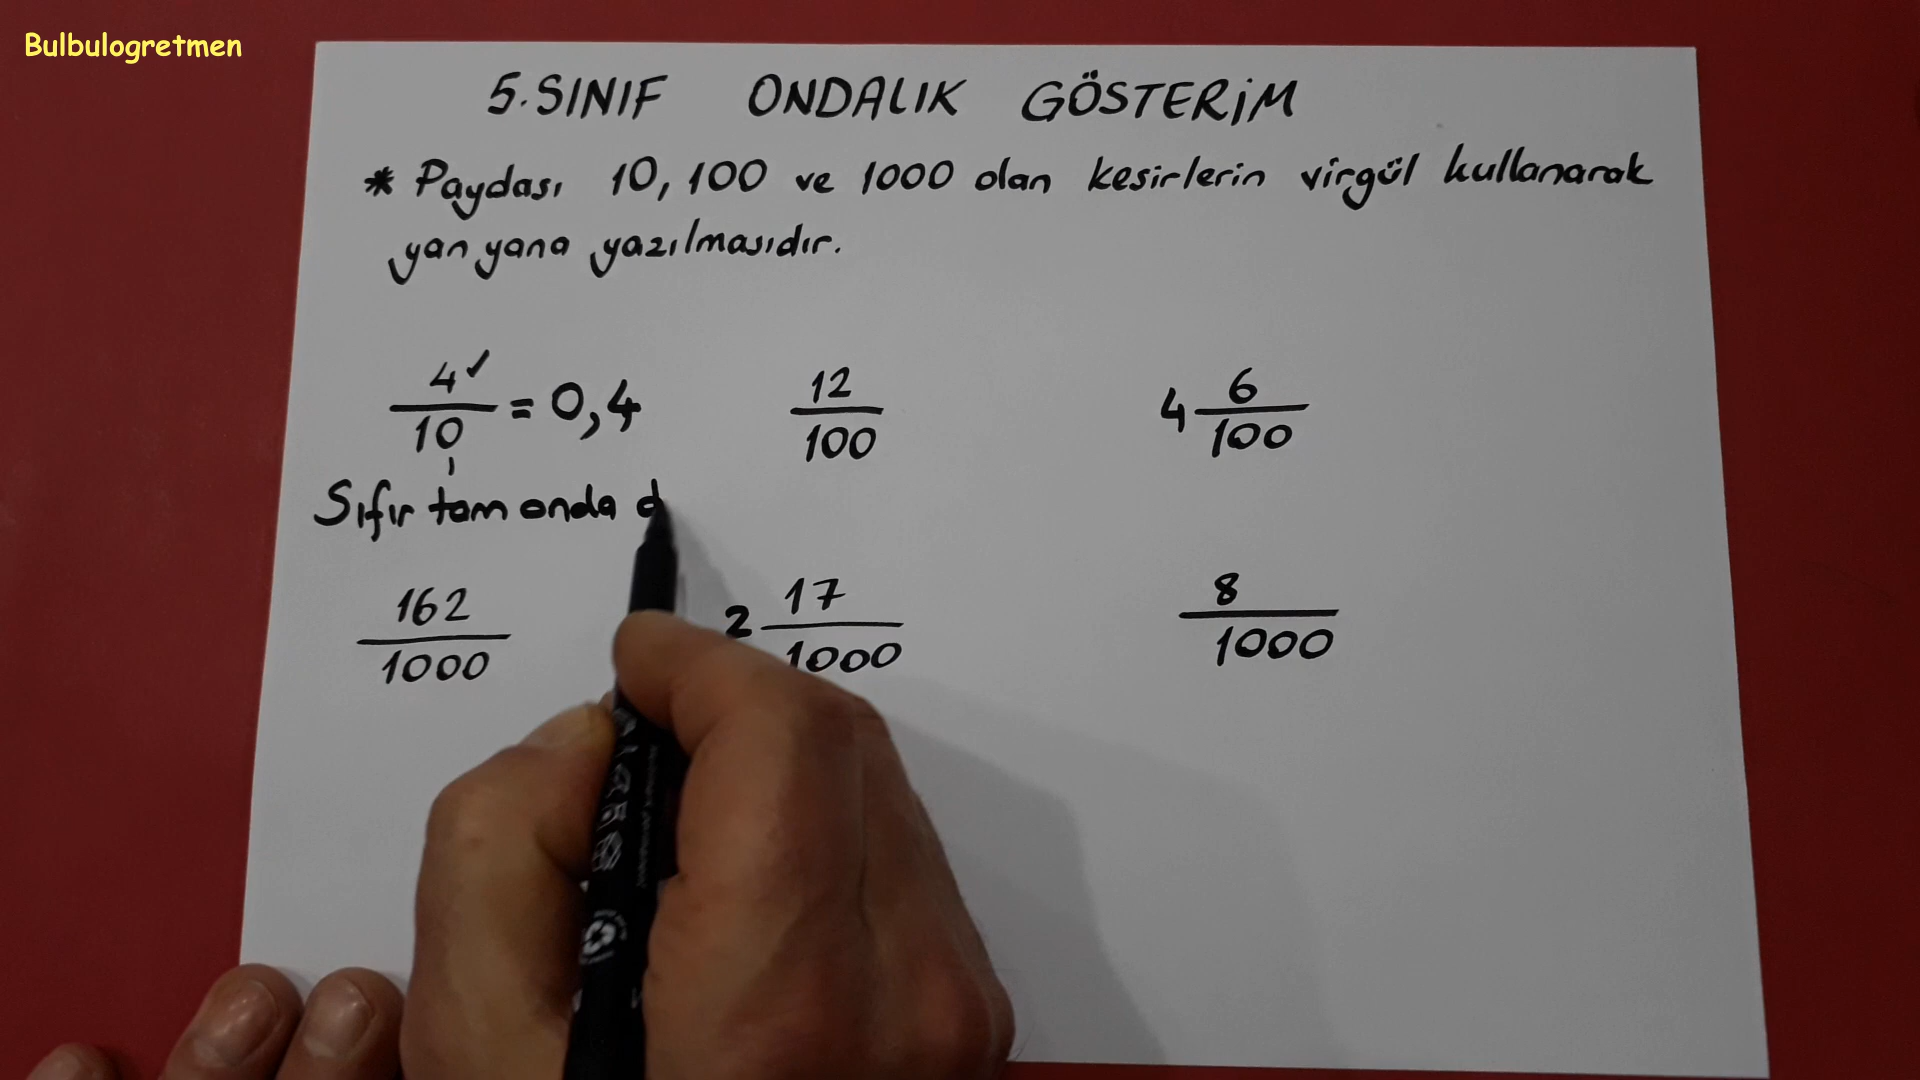 Bulbulogretmen
5.SINIF ONDALIK GÖSTERİM
* Paydası 10, 100 ve 1000 olan kesirlerin virgül kullanarak
yan yana yazılmasıdır.
4/10 = 0,4
12/100
4 6/100
Sıfır tam onda d
162/1000
2 17/1000
8/1000